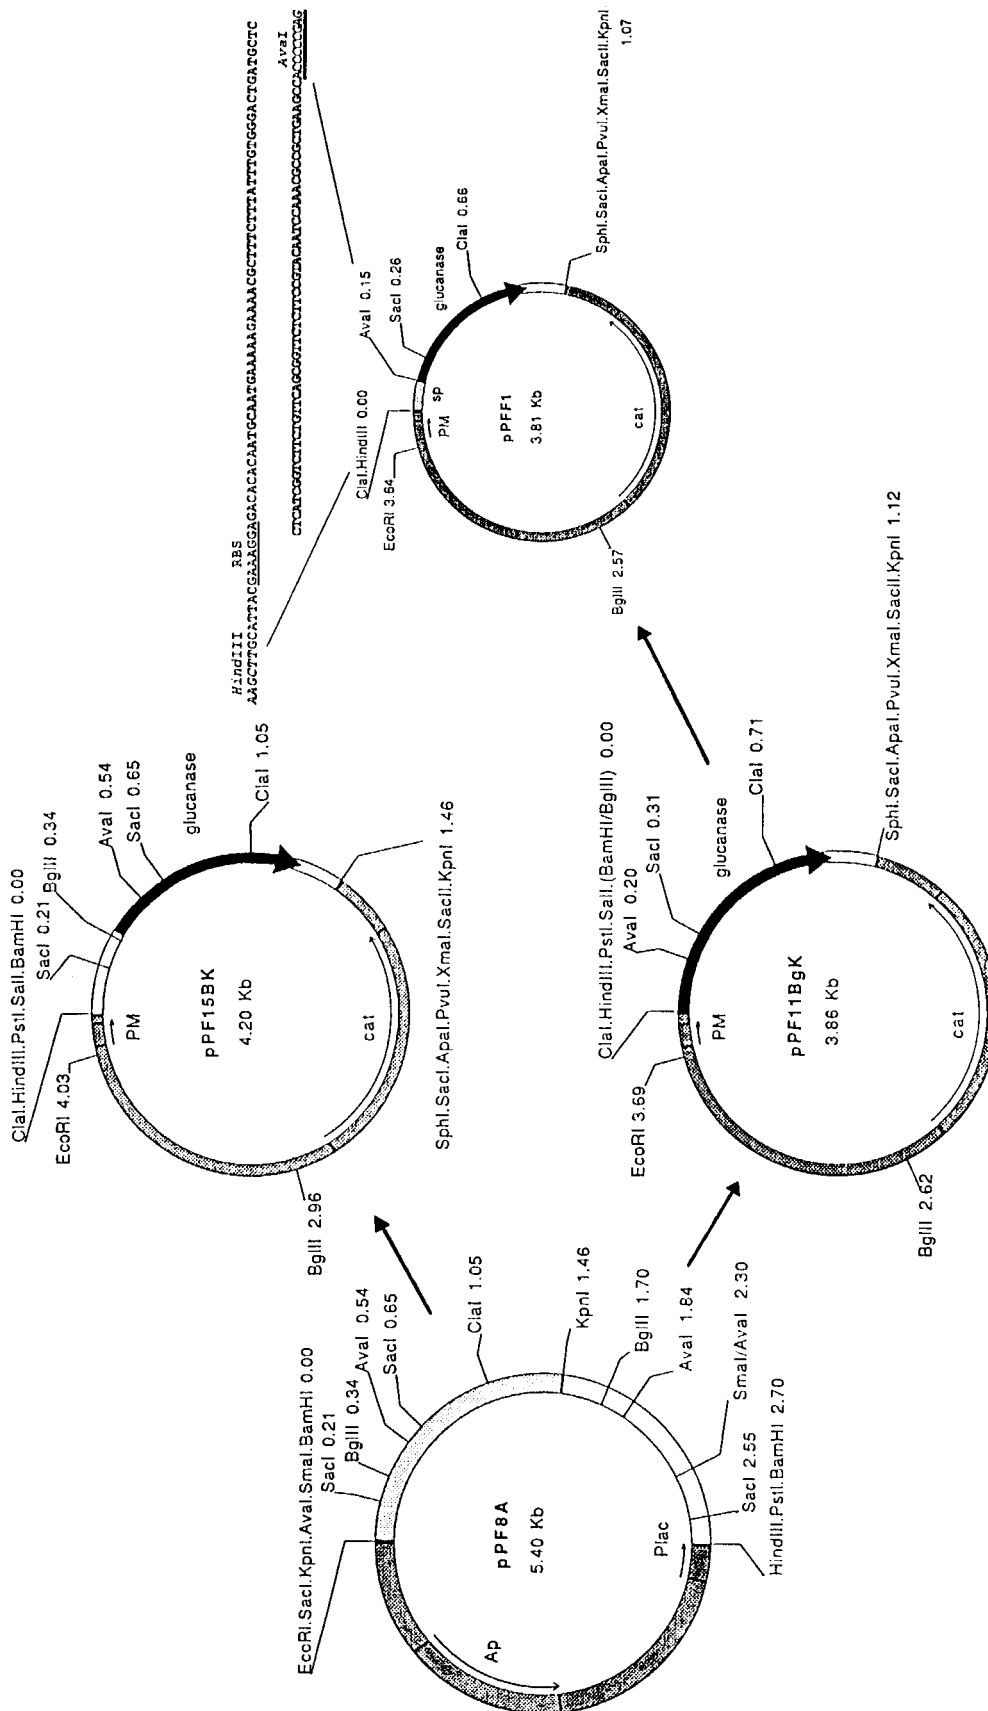 HindIII RBS
AAGCTTGCATTACGAAAGGAGACACACAATGCAATGAAAAAGAAAACGCTTTCTTTATTTGTGGGACTGATGCTC
AvaI
CTCATCGGTCTTCTGTTCAGCGGTTCTCTTCCGTACAATCCAAACGCCGCTGAAGCCACCCCCGAG
ClaI.HindIII.PstI.SalI.BamHI 0.00
SacI 0.21
BglII 0.34
AvaI 0.54
SacI 0.65
glucanase
ClaI 1.05
SphI.SacI.ApaI.PvuI.XmaI.SacII.KpnI 1.46
EcoRI 4.03
PM
pPF15BK
4.20 Kb
cat
BglII 2.96
ClaI.HindIII 0.00
AvaI 0.15
SacI 0.26
glucanase
ClaI 0.66
SphI.SacI.ApaI.PvuI.XmaI.SacII.KpnI
1.07
EcoRI 3.64
PM
sp
pPFF1
3.81 Kb
cat
BglII 2.57
EcoRI.SacI.KpnI.AvaI.SmaI.BamHI 0.00
SacI 0.21
BglII 0.34
AvaI 0.54
SacI 0.65
ClaI 1.05
KpnI 1.46
BglII 1.70
AvaI 1.84
SmaI/AvaI 2.30
SacI 2.55
HindIII.PstI.BamHI 2.70
pPF8A
5.40 Kb
Ap
Plac
ClaI.HindIII.PstI.SalI.(BamHI/BglII) 0.00
AvaI 0.20
SacI 0.31
glucanase
ClaI 0.71
SphI.SacI.ApaI.PvuI.XmaI.SacII.KpnI 1.12
EcoRI 3.69
PM
pPF11BgK
3.86 Kb
cat
BglII 2.62